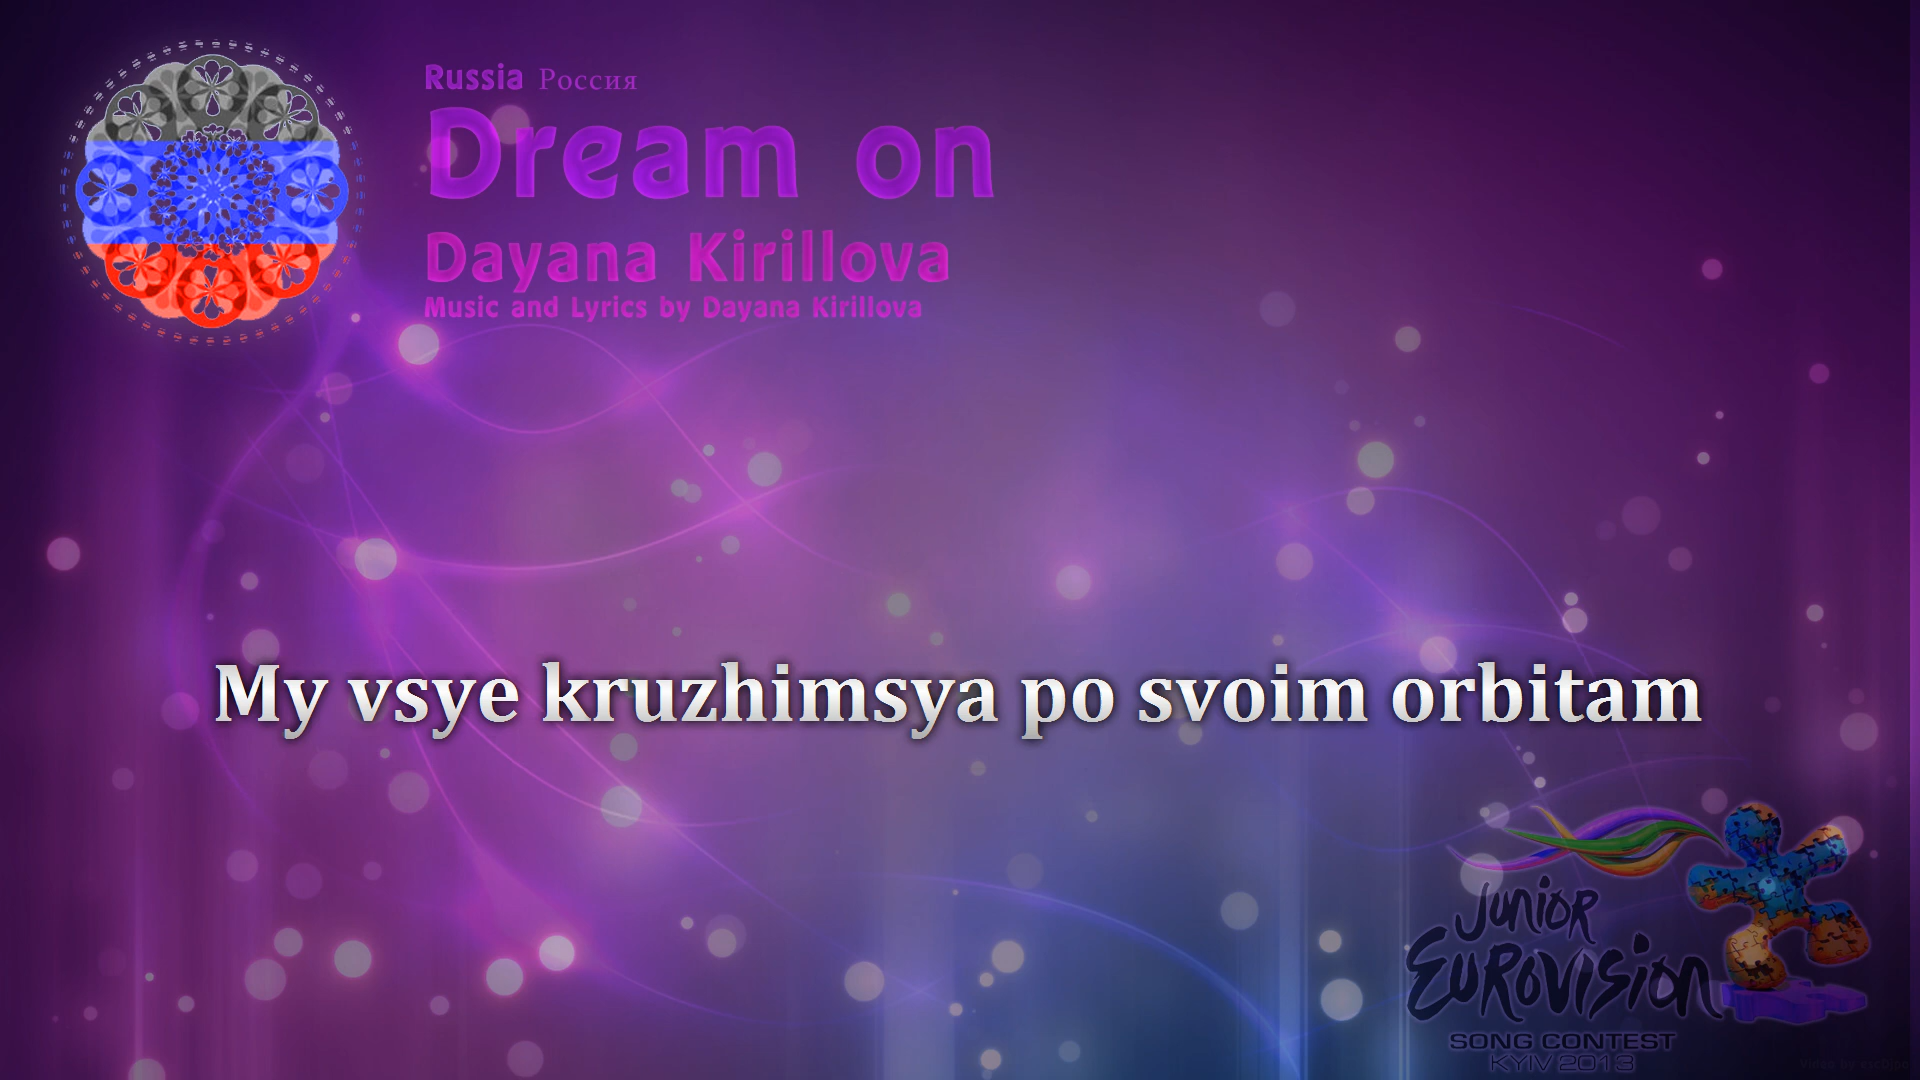 Russia Россия
Dream on
Dayana Kirillova
Music and Lyrics by Dayana Kirillova
My vsye kruzhimsya po svoim orbitam
Junior
Eurovision
SONG CONTEST
KYIV 2013